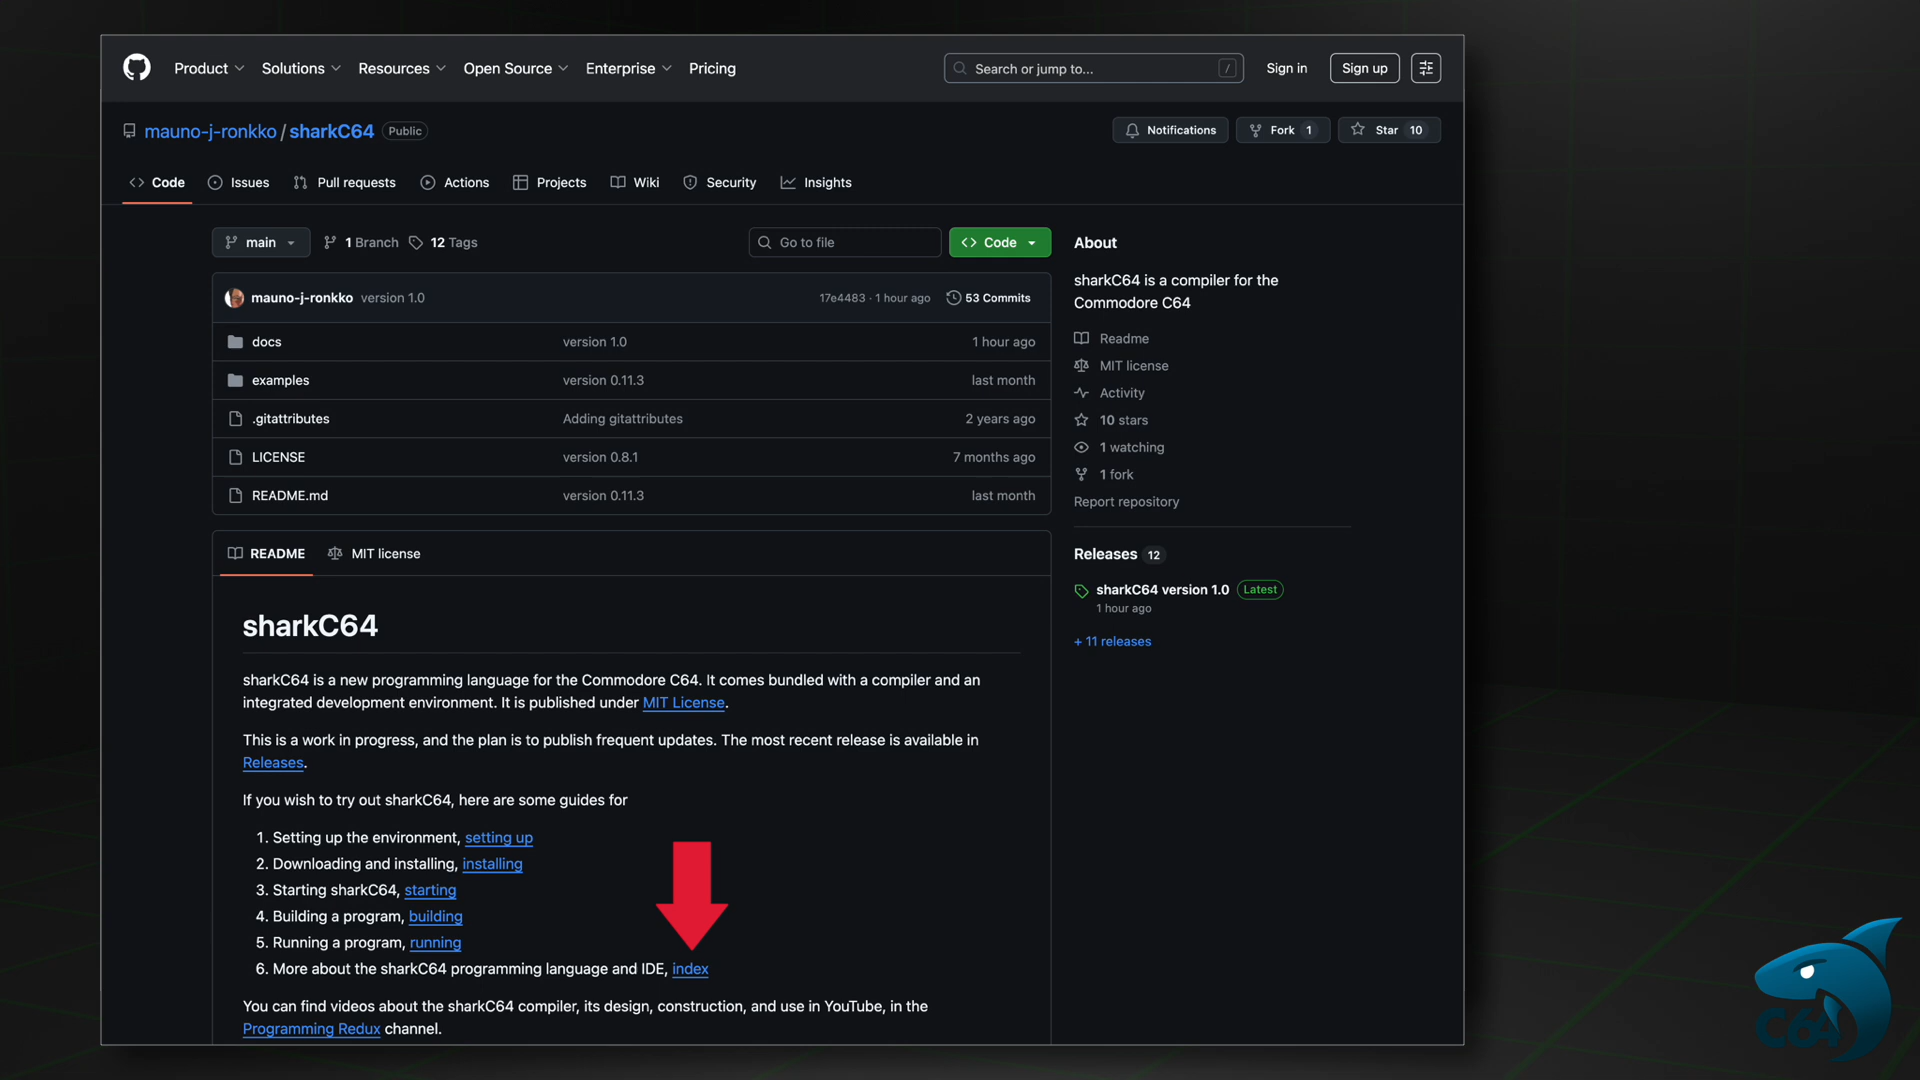 Product Solutions Resources Open Source Enterprise Pricing Search or jump to... / Sign in Sign up
mauno-j-ronkko / sharkC64 Public Notifications Fork 1 Star 10
Code Issues Pull requests Actions Projects Wiki Security Insights
main 1 Branch 12 Tags Go to file Code
mauno-j-ronkko version 1.0 17e4483 · 1 hour ago 53 Commits
docs version 1.0 1 hour ago
examples version 0.11.3 last month
.gitattributes Adding gitattributes 2 years ago
LICENSE version 0.8.1 7 months ago
README.md version 0.11.3 last month
README MIT license
sharkC64
sharkC64 is a new programming language for the Commodore C64. It comes bundled with a compiler and an
integrated development environment. It is published under MIT License.
This is a work in progress, and the plan is to publish frequent updates. The most recent release is available in
Releases.
If you wish to try out sharkC64, here are some guides for
1. Setting up the environment, setting up
2. Downloading and installing, installing
3. Starting sharkC64, starting
4. Building a program, building
5. Running a program, running
6. More about the sharkC64 programming language and IDE, index
You can find videos about the sharkC64 compiler, its design, construction, and use in YouTube, in the
Programming Redux channel.
About
sharkC64 is a compiler for the
Commodore C64
Readme
MIT license
Activity
10 stars
1 watching
1 fork
Report repository
Releases 12
sharkC64 version 1.0 Latest
1 hour ago
+ 11 releases
C64